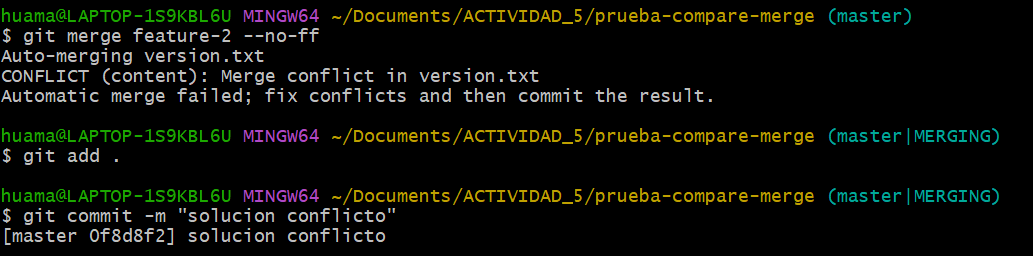 huama@LAPTOP-1S9KBL6U MINGW64 ~/Documents/ACTIVIDAD_5/prueba-compare-merge (master)
$ git merge feature-2 --no-ff
Auto-merging version.txt
CONFLICT (content): Merge conflict in version.txt
Automatic merge failed; fix conflicts and then commit the result.
huama@LAPTOP-1S9KBL6U MINGW64 ~/Documents/ACTIVIDAD_5/prueba-compare-merge (master|MERGING)
$ git add .
huama@LAPTOP-1S9KBL6U MINGW64 ~/Documents/ACTIVIDAD_5/prueba-compare-merge (master|MERGING)
$ git commit -m "solucion conflicto"
[master 0f8d8f2] solucion conflicto